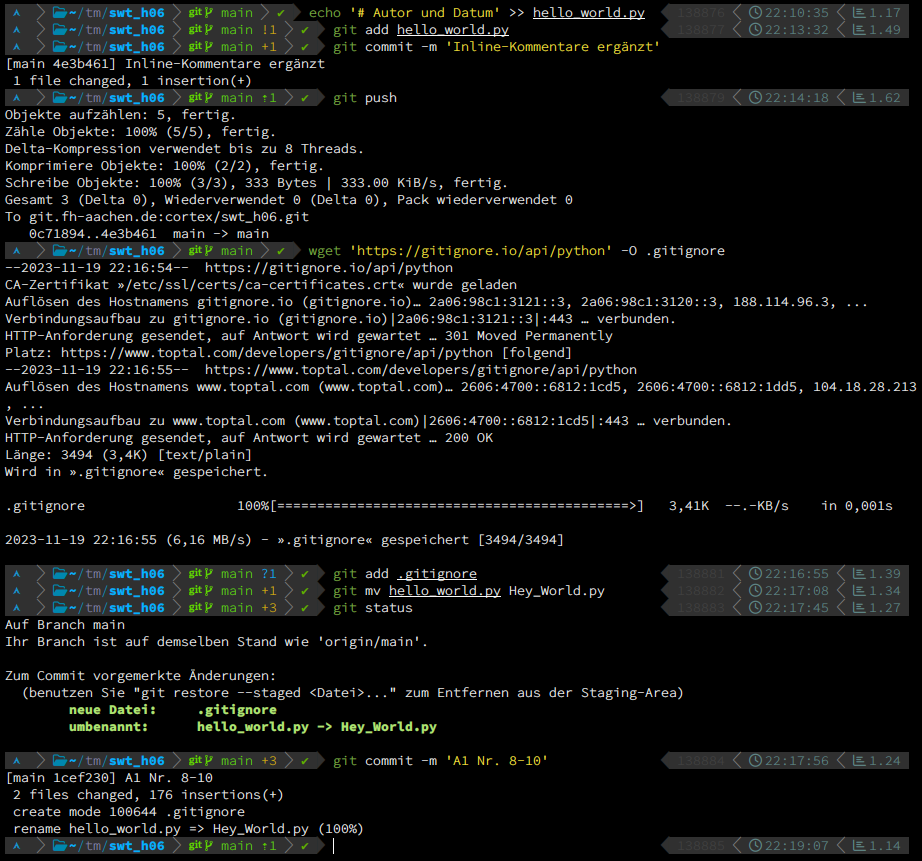 ~/tm/swt_h06 git main ✔ echo '# Autor und Datum' >> hello_world.py 138876 22:10:35 1.17
~/tm/swt_h06 git main !1 ✔ git add hello_world.py 138877 22:13:32 1.49
~/tm/swt_h06 git main +1 ✔ git commit -m 'Inline-Kommentare ergänzt'
[main 4e3b461] Inline-Kommentare ergänzt
1 file changed, 1 insertion(+)
~/tm/swt_h06 git main ⇡1 ✔ git push 138879 22:14:18 1.62
Objekte aufzählen: 5, fertig.
Zähle Objekte: 100% (5/5), fertig.
Delta-Kompression verwendet bis zu 8 Threads.
Komprimiere Objekte: 100% (2/2), fertig.
Schreibe Objekte: 100% (3/3), 333 Bytes | 333.00 KiB/s, fertig.
Gesamt 3 (Delta 0), Wiederverwendet 0 (Delta 0), Pack wiederverwendet 0
To git.fh-aachen.de:cortex/swt_h06.git
0c71894..4e3b461 main -> main
~/tm/swt_h06 git main ✔ wget 'https://gitignore.io/api/python' -O .gitignore
--2023-11-19 22:16:54-- https://gitignore.io/api/python
CA-Zertifikat »/etc/ssl/certs/ca-certificates.crt« wurde geladen
Auflösen des Hostnamens gitignore.io (gitignore.io)… 2a06:98c1:3121::3, 2a06:98c1:3120::3, 188.114.96.3, ...
Verbindungsaufbau zu gitignore.io (gitignore.io)|2a06:98c1:3121::3|:443 … verbunden.
HTTP-Anforderung gesendet, auf Antwort wird gewartet … 301 Moved Permanently
Platz: https://www.toptal.com/developers/gitignore/api/python [folgend]
--2023-11-19 22:16:55-- https://www.toptal.com/developers/gitignore/api/python
Auflösen des Hostnamens www.toptal.com (www.toptal.com)… 2606:4700::6812:1cd5, 2606:4700::6812:1dd5, 104.18.28.213
, ...
Verbindungsaufbau zu www.toptal.com (www.toptal.com)|2606:4700::6812:1cd5|:443 … verbunden.
HTTP-Anforderung gesendet, auf Antwort wird gewartet … 200 OK
Länge: 3494 (3,4K) [text/plain]
Wird in ».gitignore« gespeichert.
.gitignore 100%[============================================>] 3,41K --.-KB/s in 0,001s
2023-11-19 22:16:55 (6,16 MB/s) - ».gitignore« gespeichert [3494/3494]
~/tm/swt_h06 git main ?1 ✔ git add .gitignore 138881 22:16:55 1.39
~/tm/swt_h06 git main +1 ✔ git mv hello_world.py Hey_World.py 138882 22:17:08 1.34
~/tm/swt_h06 git main +3 ✔ git status 138883 22:17:45 1.27
Auf Branch main
Ihr Branch ist auf demselben Stand wie 'origin/main'.
Zum Commit vorgemerkte Änderungen:
(benutzen Sie "git restore --staged <Datei>..." zum Entfernen aus der Staging-Area)
neue Datei: .gitignore
umbenannt: hello_world.py -> Hey_World.py
~/tm/swt_h06 git main +3 ✔ git commit -m 'A1 Nr. 8-10' 138884 22:17:56 1.24
[main 1cef230] A1 Nr. 8-10
2 files changed, 176 insertions(+)
create mode 100644 .gitignore
rename hello_world.py => Hey_World.py (100%)
~/tm/swt_h06 git main ⇡1 ✔ 138885 22:19:07 1.14